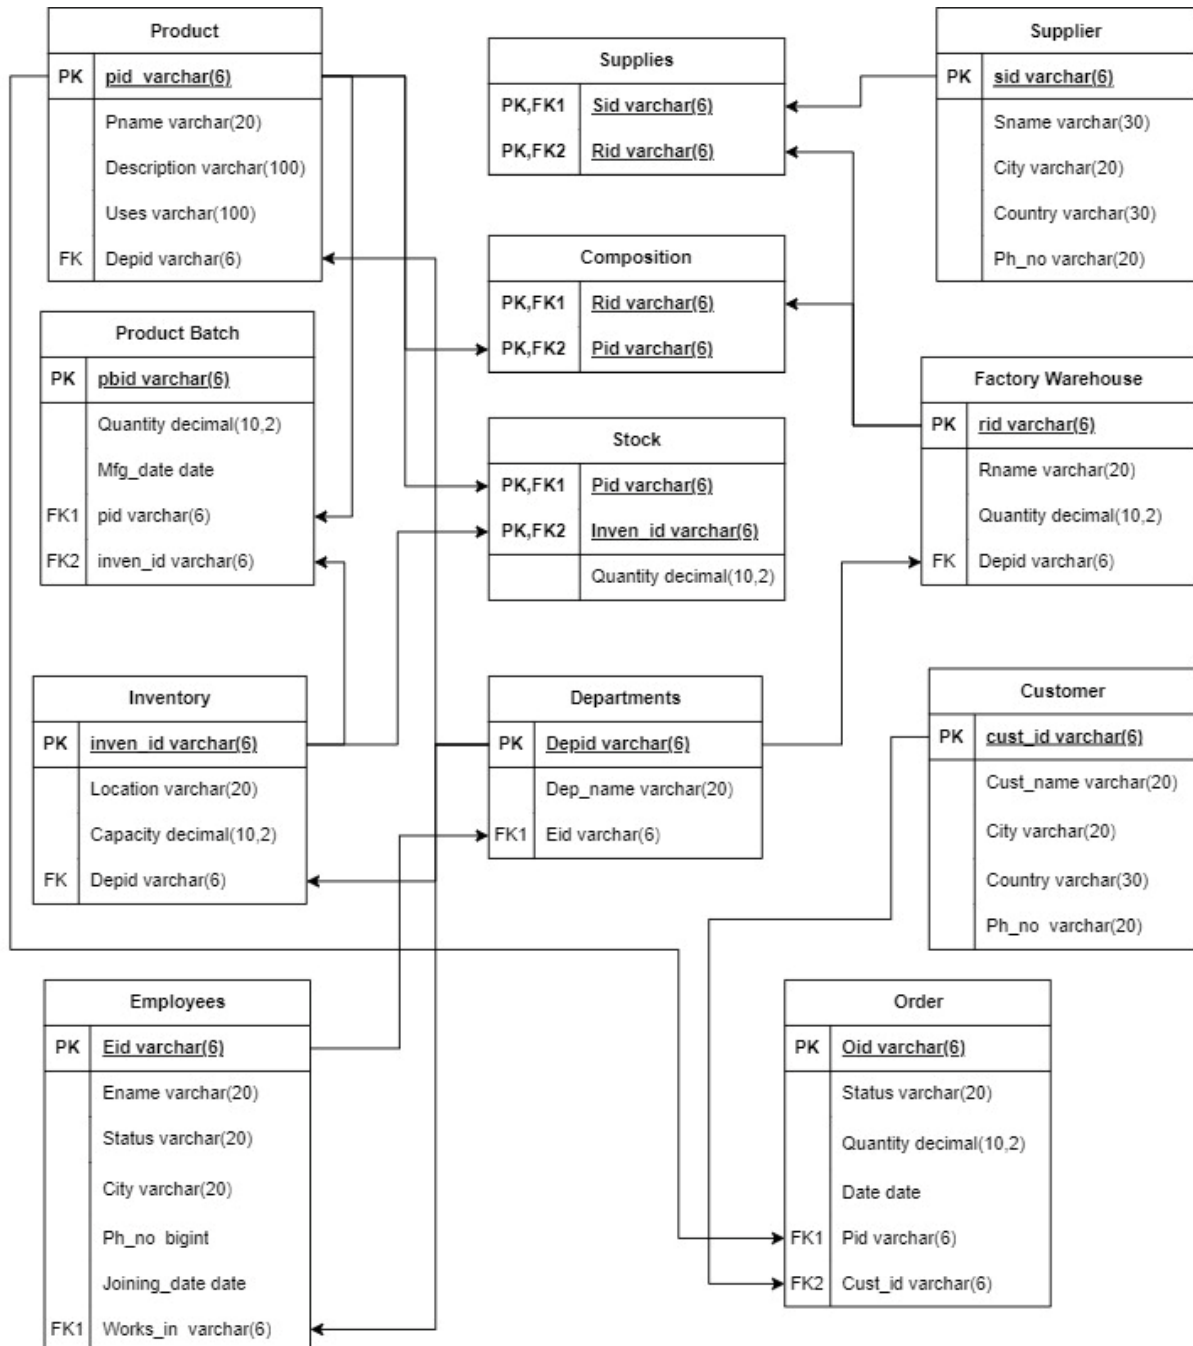 Product
PK pid varchar(6)
Pname varchar(20)
Description varchar(100)
Uses varchar(100)
FK Depid varchar(6)
Supplies
PK,FK1 Sid varchar(6)
PK,FK2 Rid varchar(6)
Supplier
PK sid varchar(6)
Sname varchar(30)
City varchar(20)
Country varchar(30)
Ph_no varchar(20)
Composition
PK,FK1 Rid varchar(6)
PK,FK2 Pid varchar(6)
Product Batch
PK pbid varchar(6)
Quantity decimal(10,2)
Mfg_date date
FK1 pid varchar(6)
FK2 inven_id varchar(6)
Stock
PK,FK1 Pid varchar(6)
PK,FK2 Inven_id varchar(6)
Quantity decimal(10,2)
Factory Warehouse
PK rid varchar(6)
Rname varchar(20)
Quantity decimal(10,2)
FK Depid varchar(6)
Inventory
PK inven_id varchar(6)
Location varchar(20)
Capacity decimal(10,2)
FK Depid varchar(6)
Departments
PK Depid varchar(6)
Dep_name varchar(20)
FK1 Eid varchar(6)
Customer
PK cust_id varchar(6)
Cust_name varchar(20)
City varchar(20)
Country varchar(30)
Ph_no varchar(20)
Employees
PK Eid varchar(6)
Ename varchar(20)
Status varchar(20)
City varchar(20)
Ph_no bigint
Joining_date date
FK1 Works_in varchar(6)
Order
PK Oid varchar(6)
Status varchar(20)
Quantity decimal(10,2)
Date date
FK1 Pid varchar(6)
FK2 Cust_id varchar(6)